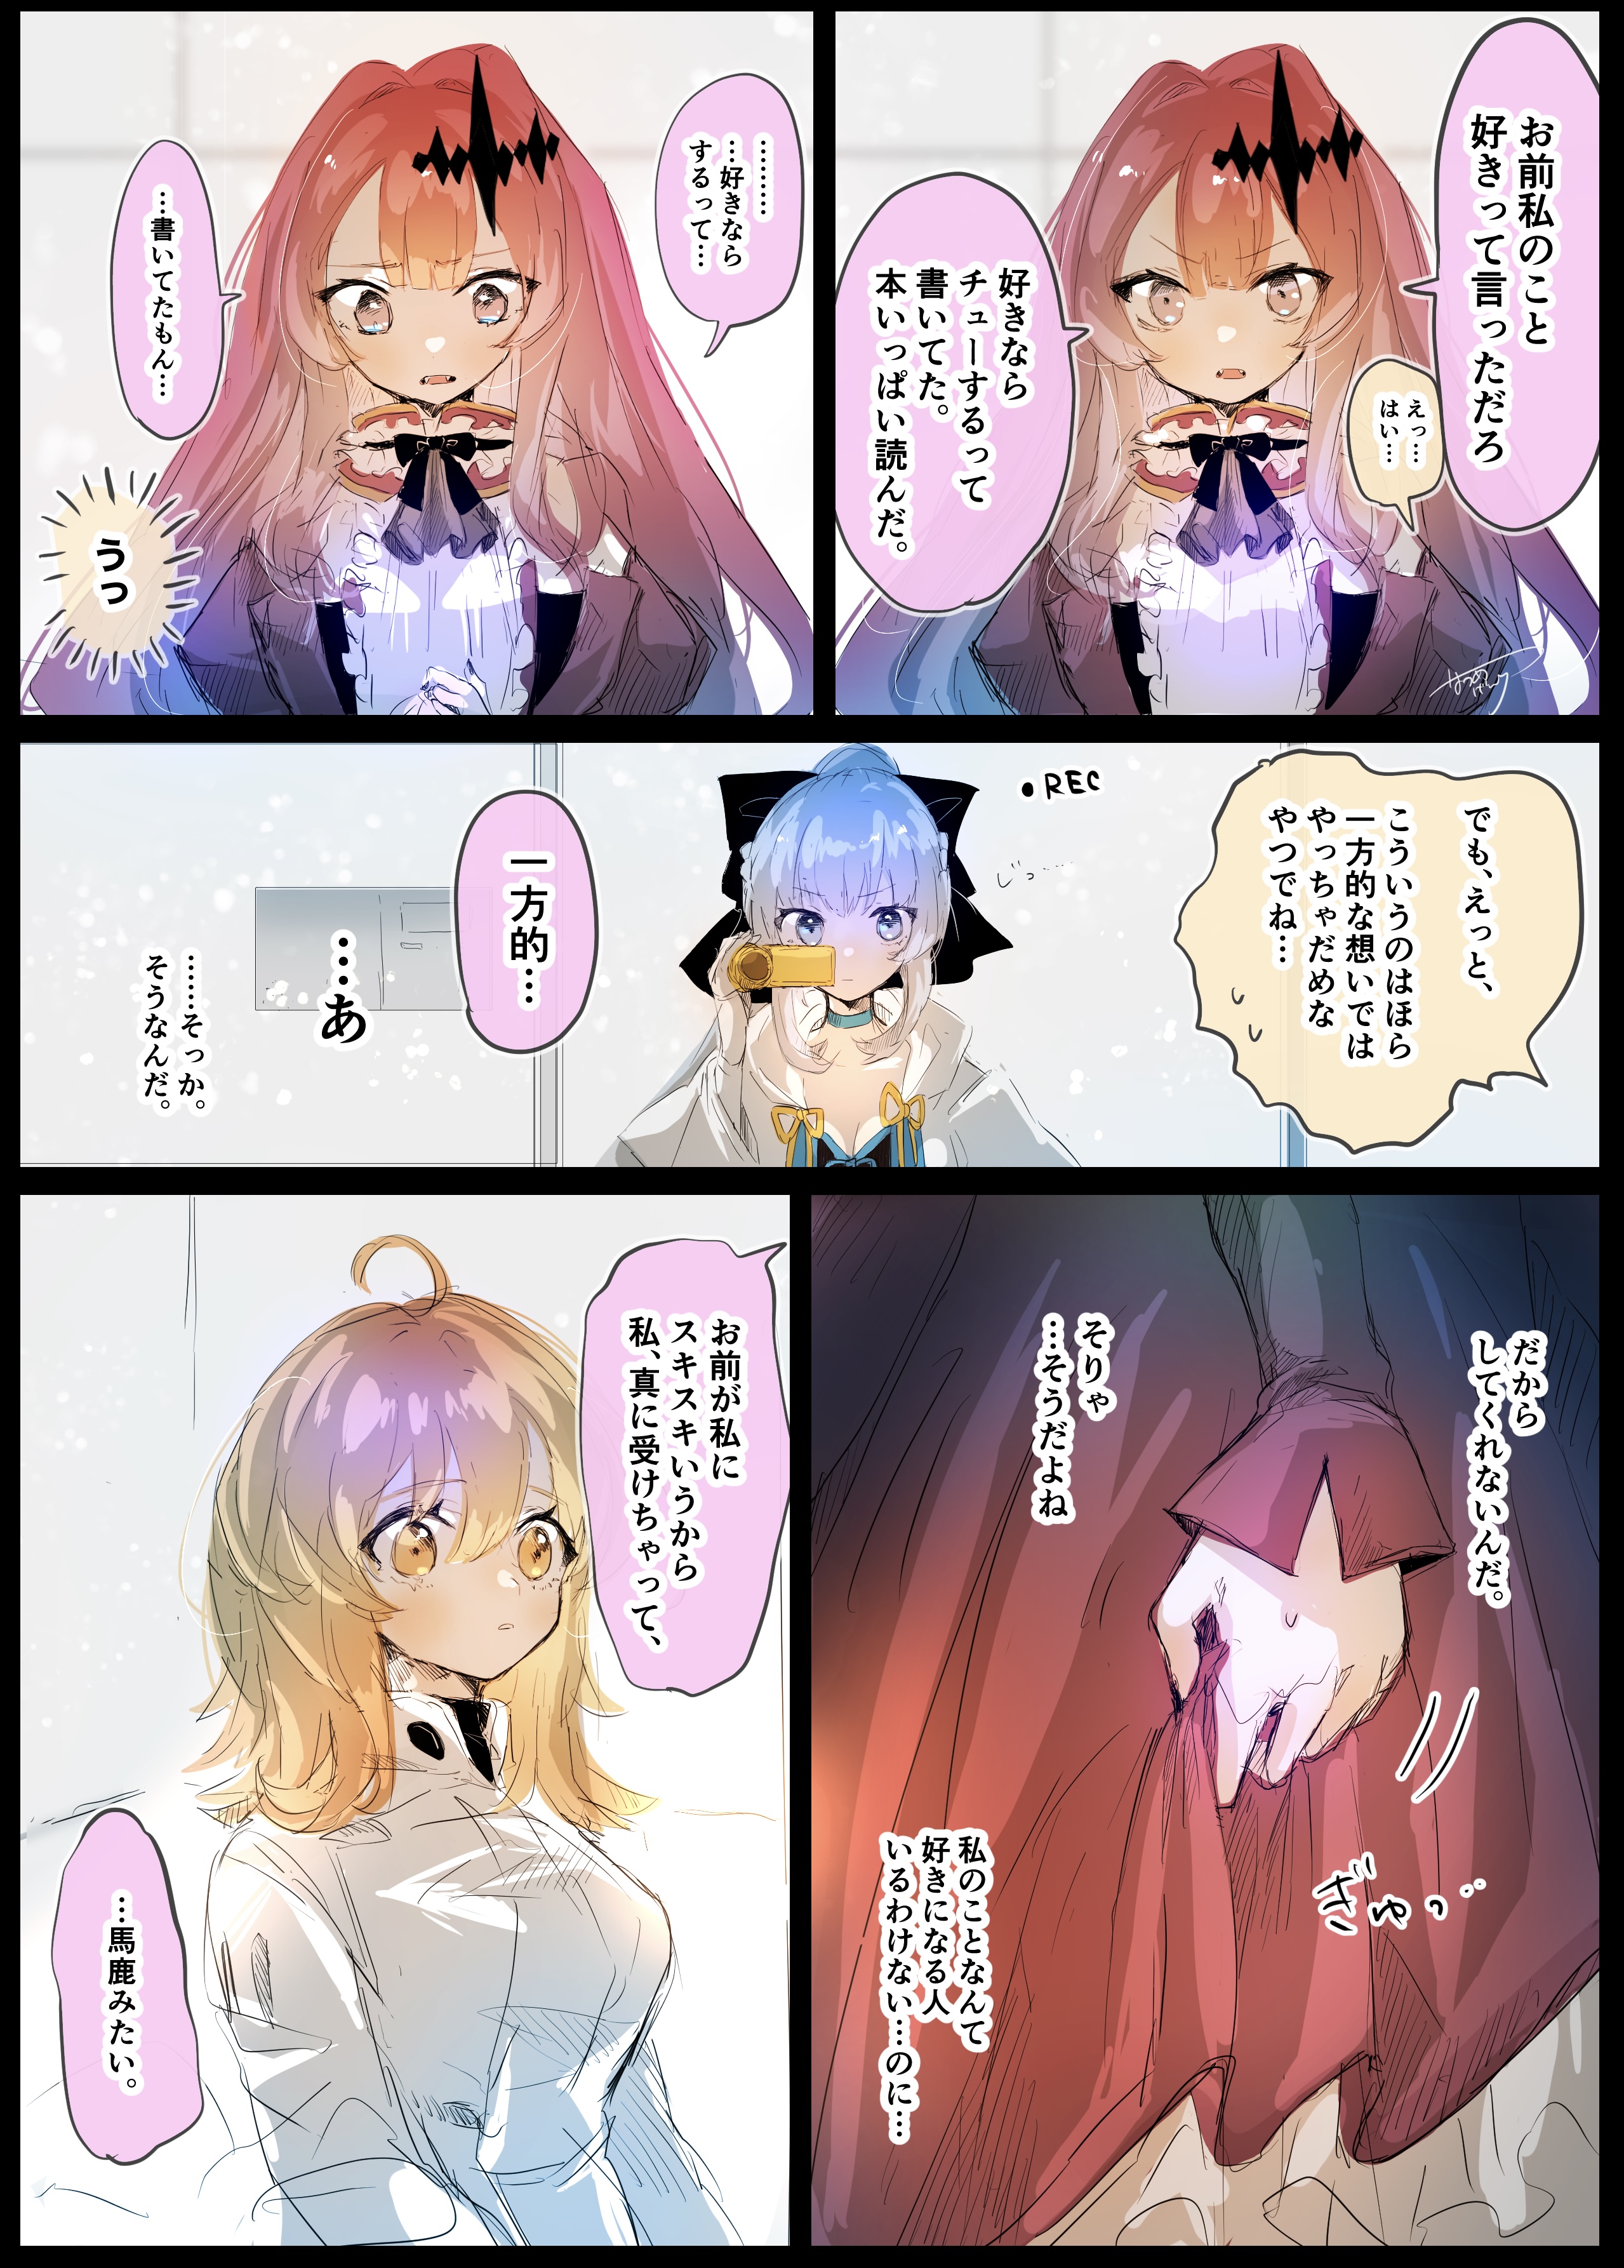 お前私のこと
好きって言っただろ
えっ…
はい…
好きなら
チューするって
書いてた。
本いっぱい読んだ。
………
…好きなら
するって…
…書いてたもん…
うっ
でも、えっと、
こういうのはほら
一方的な想いでは
やっちゃだめな
やつでね…
●REC
じっ……
一方的…
…あ
……そっか。
そうなんだ。
だから
してくれないんだ。
そりゃ
…そうだよね
ぎゅっ…
私のことなんて
好きになる人
いるわけない…のに…
お前が私に
スキスキいうから
私、真に受けちゃって、
…馬鹿みたい。